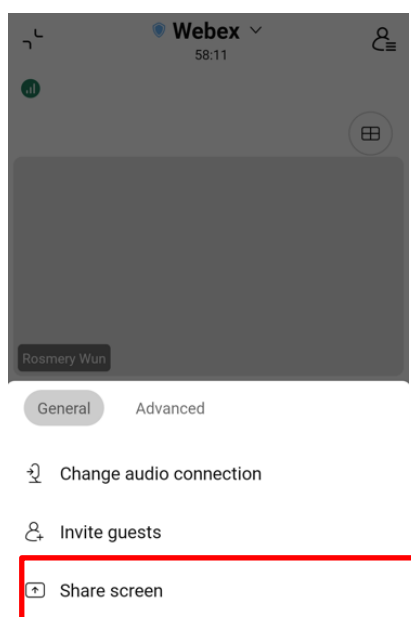 Webex
58:11
Rosmery Wun
General Advanced
Change audio connection
Invite guests
Share screen